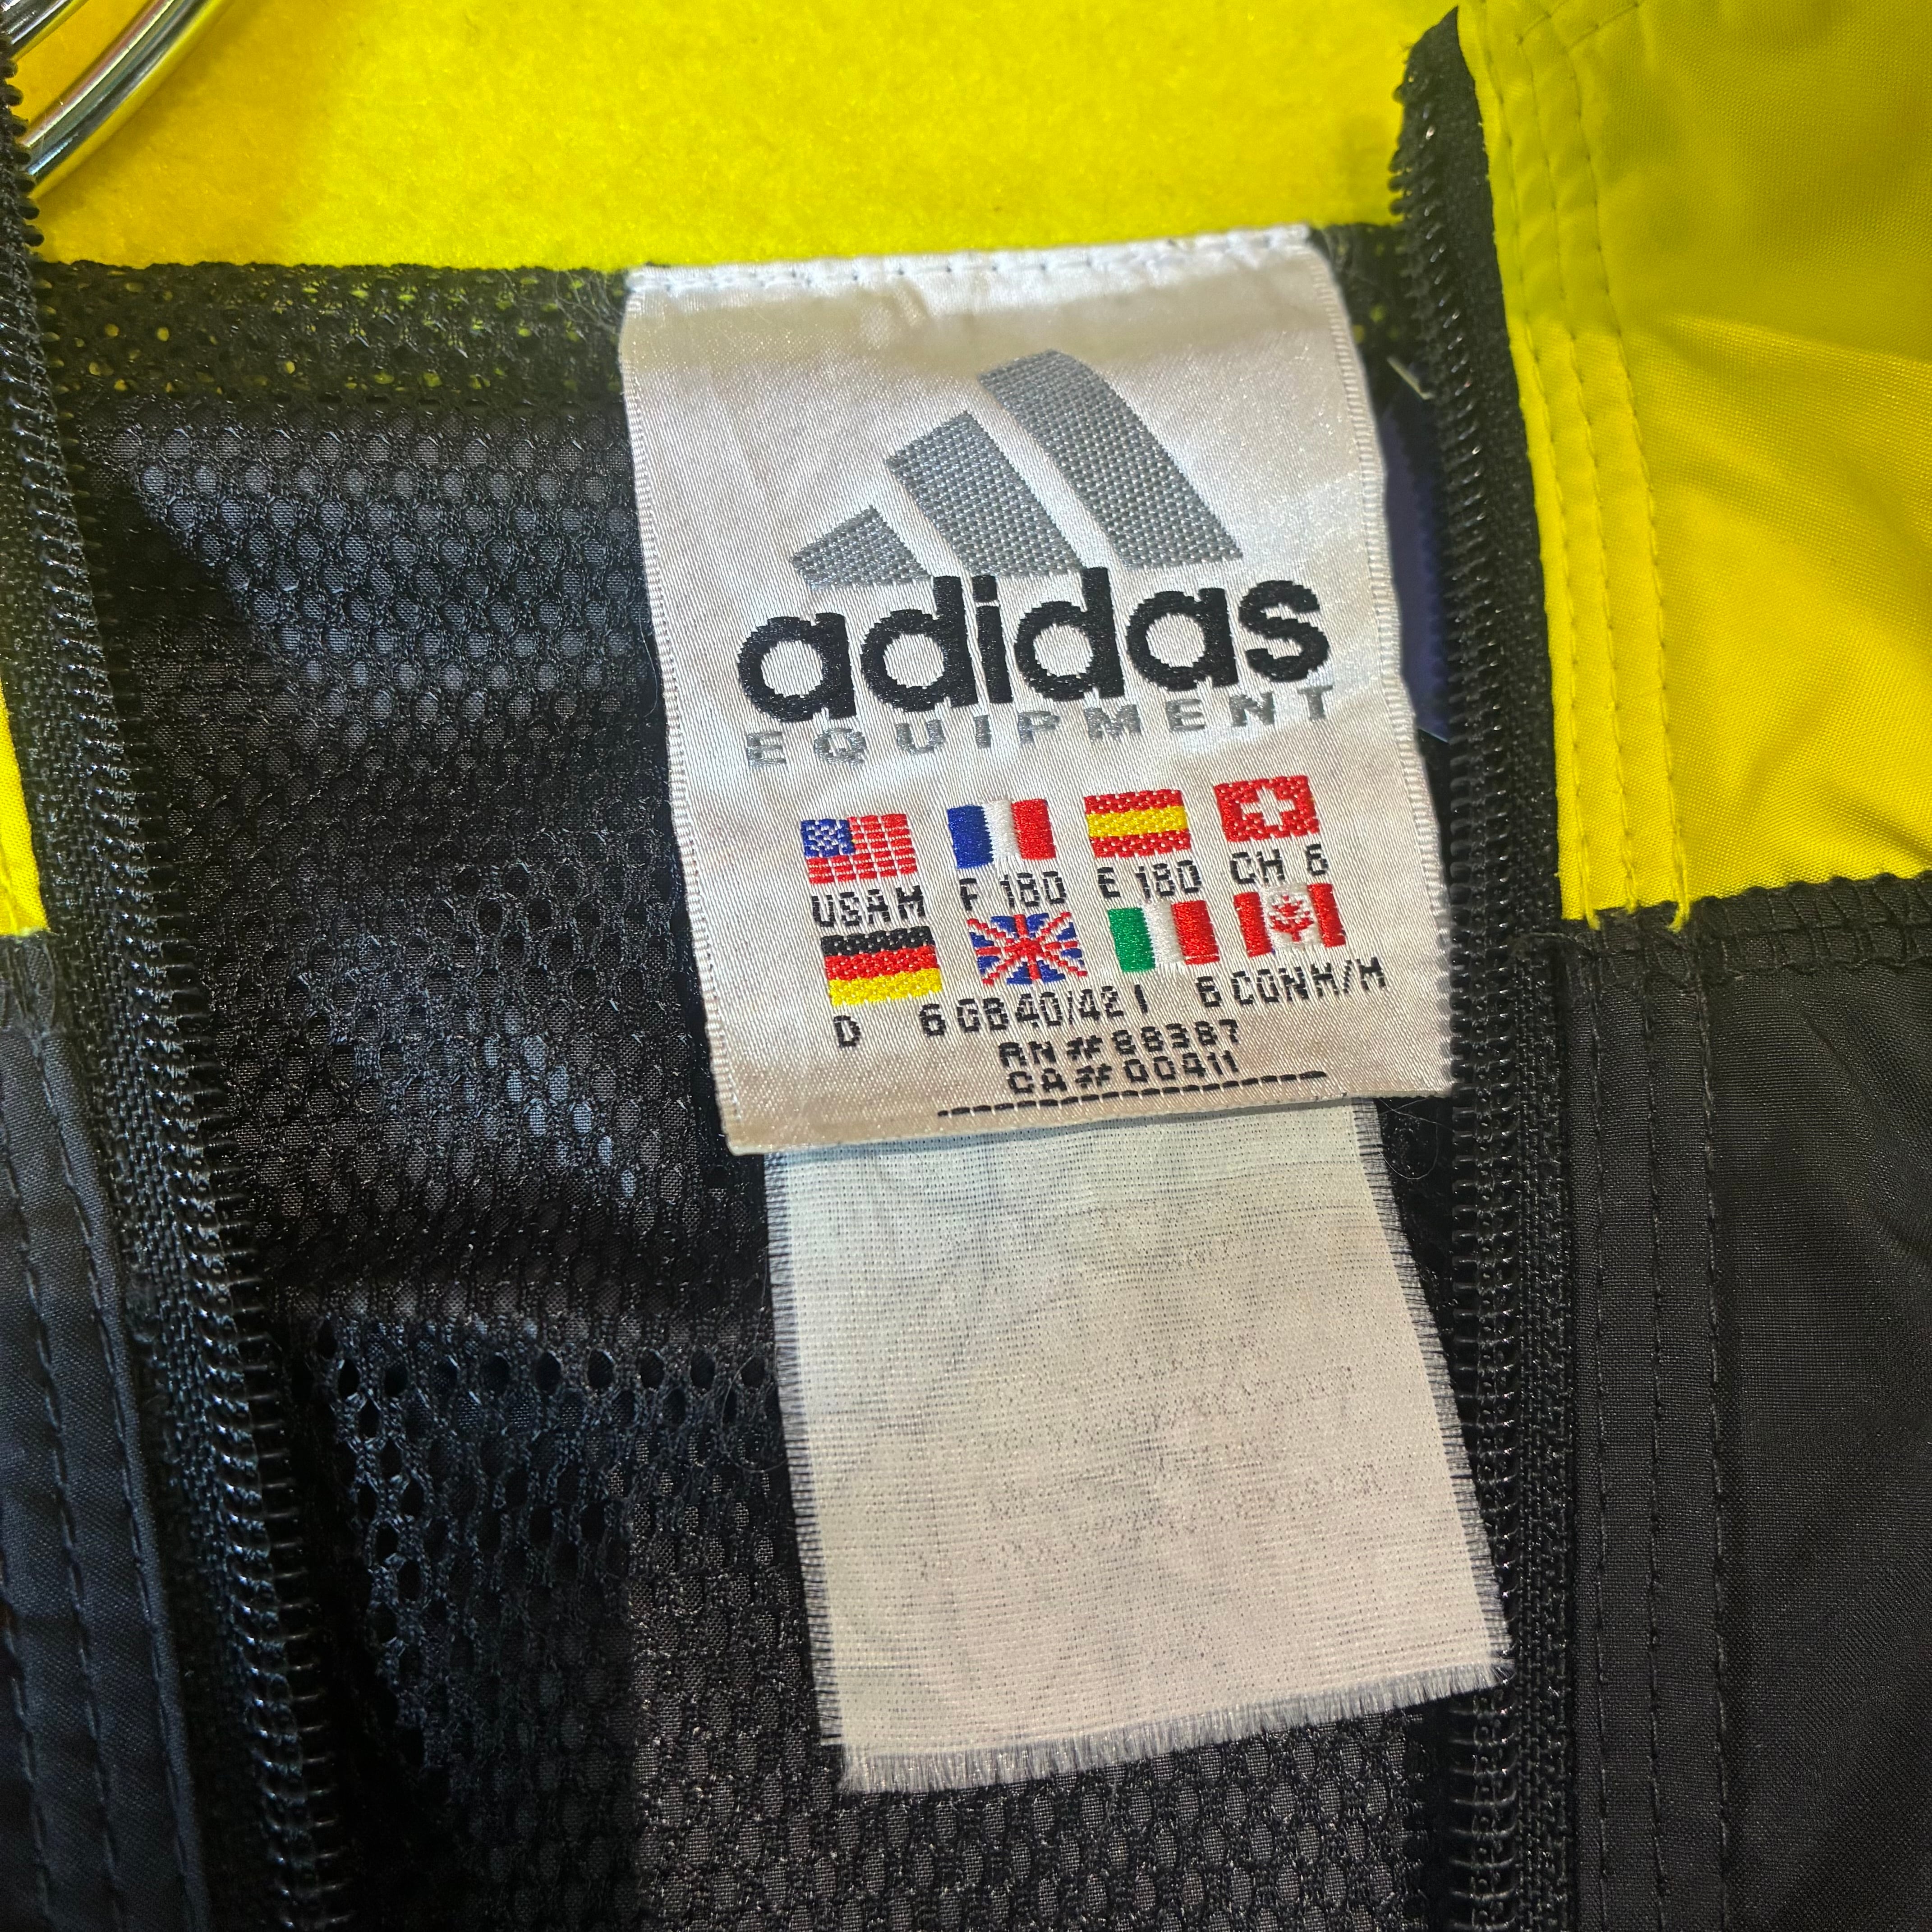 adidas
EQUIPMENT
USA M F 180 E 180 CH 6
D 6 GB 40/42 I 6 CDN M/M
RN # 88387
CA # 00411